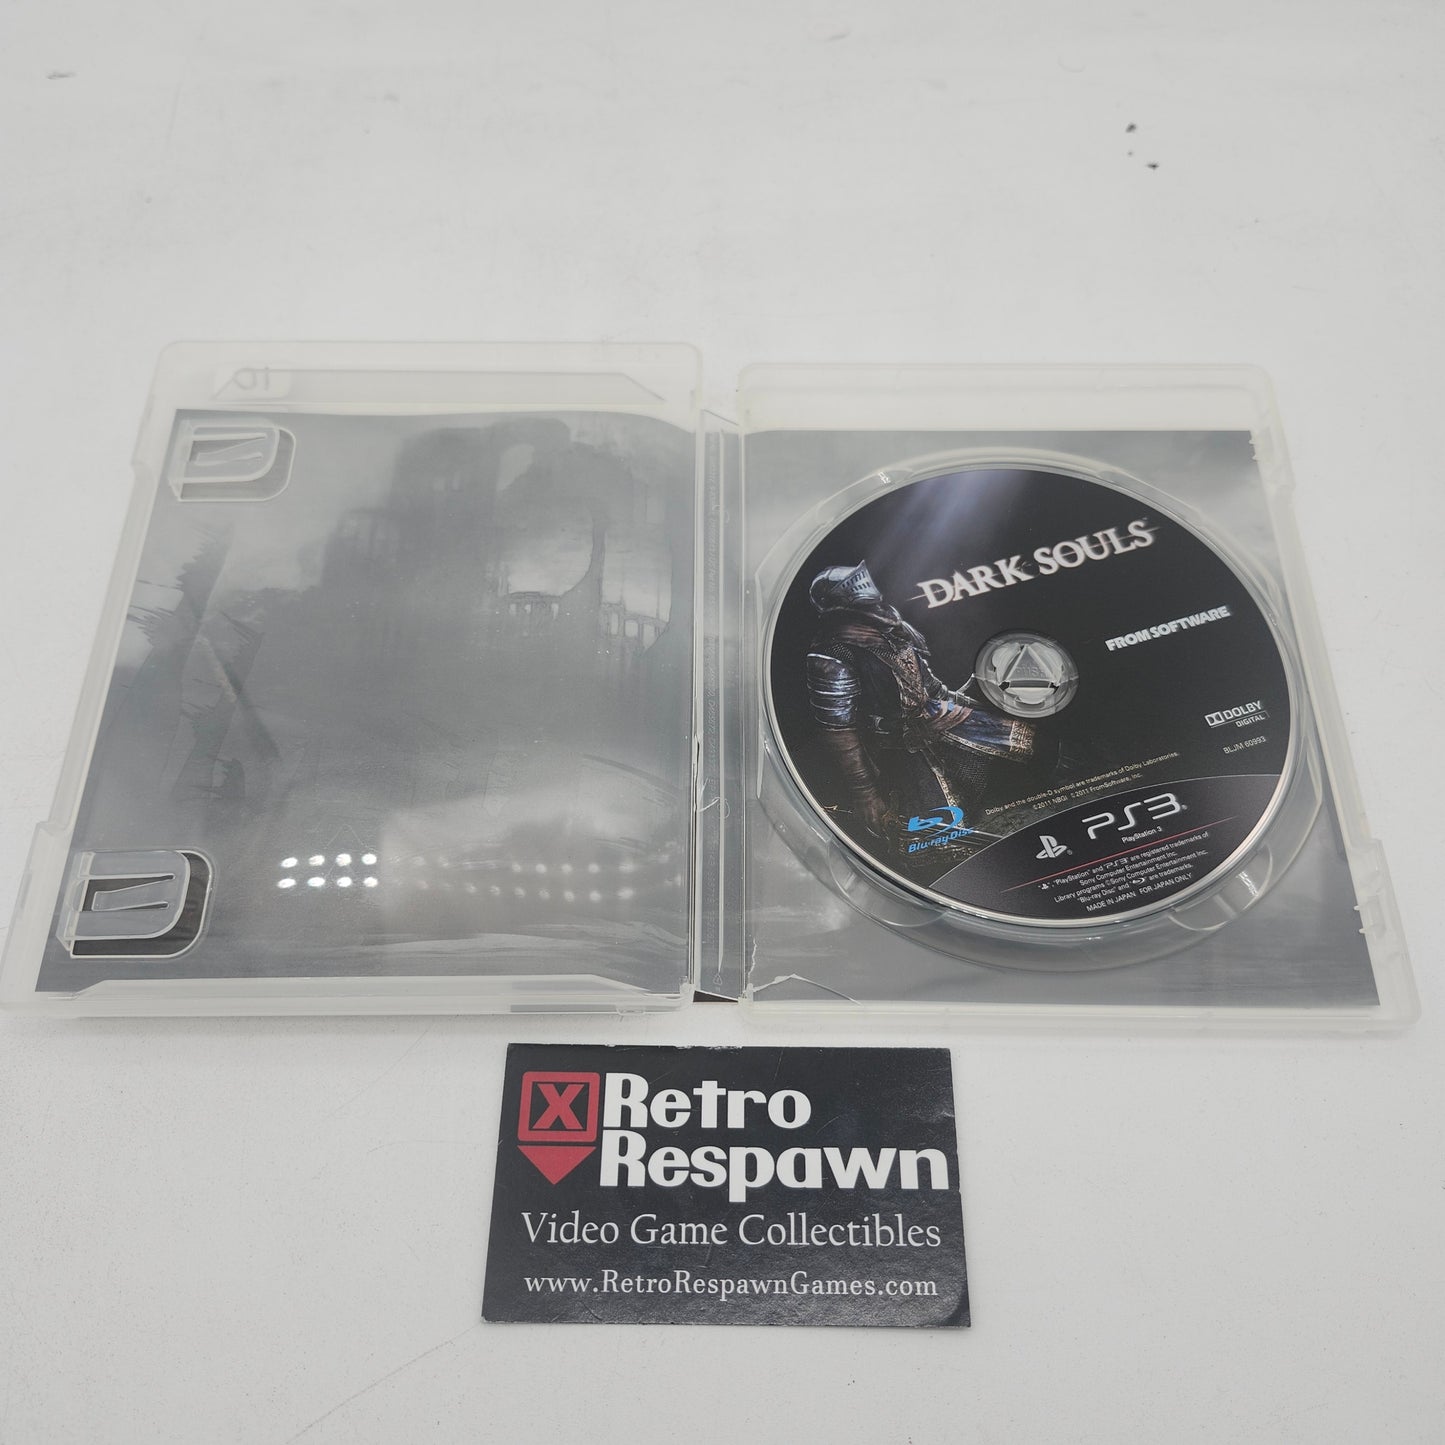 DARK SOULS
FROMSOFTWARE
DOLBY
DIGITAL
BLJM 60993
Dolby and the double-D symbol are trademarks of Dolby Laboratories.
©2011 NBGI ©2011 FromSoftware, Inc.
Blu-ray Disc
PS3
PlayStation 3
"PlayStation" and "PS3" are registered trademarks of
Sony Computer Entertainment Inc.
Library programs ©Sony Computer Entertainment Inc.
"Blu-ray Disc" and are trademarks.
MADE IN JAPAN FOR JAPAN ONLY.
X Retro
Respawn
Video Game Collectibles
www.RetroRespawnGames.com